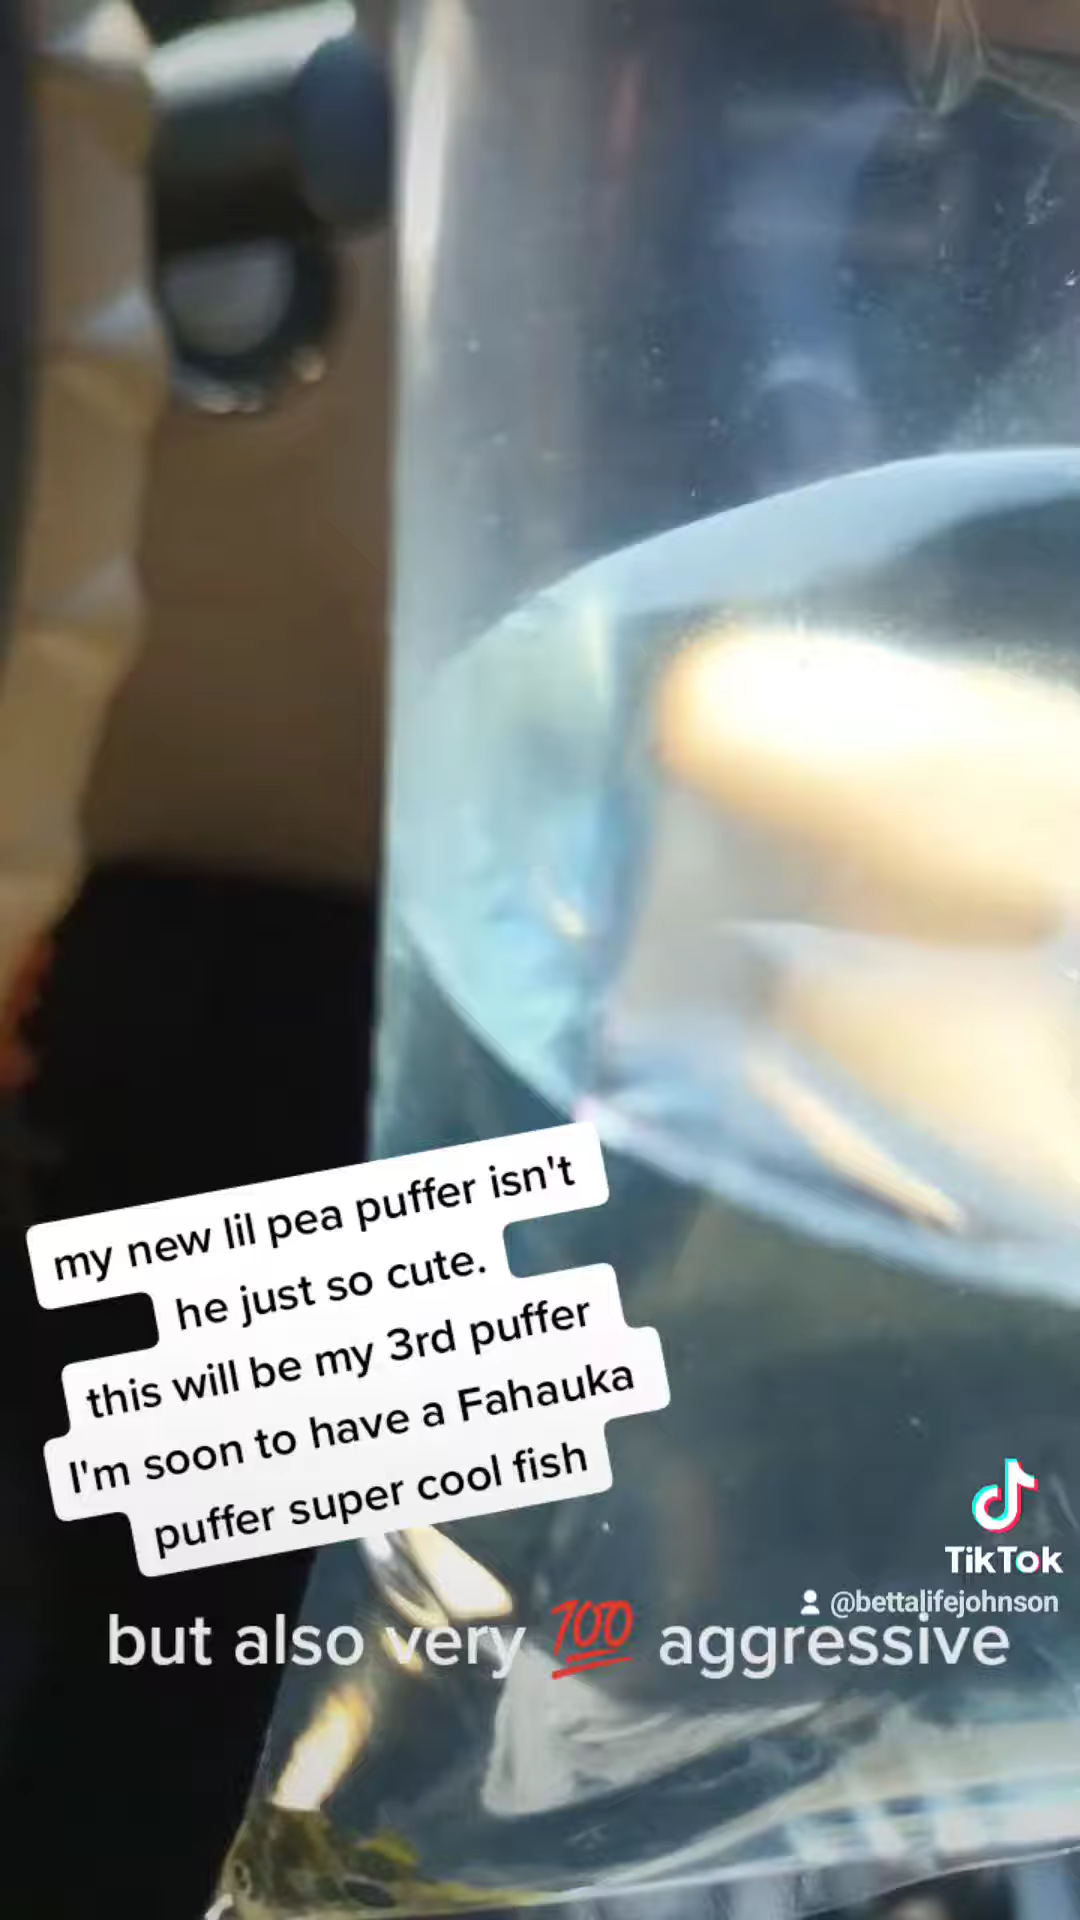 my new lil pea puffer isn't
he just so cute.
this will be my 3rd puffer
I'm soon to have a Fahauka
puffer super cool fish
TikTok
@bettalifejohnson
but also very 💯 aggressive